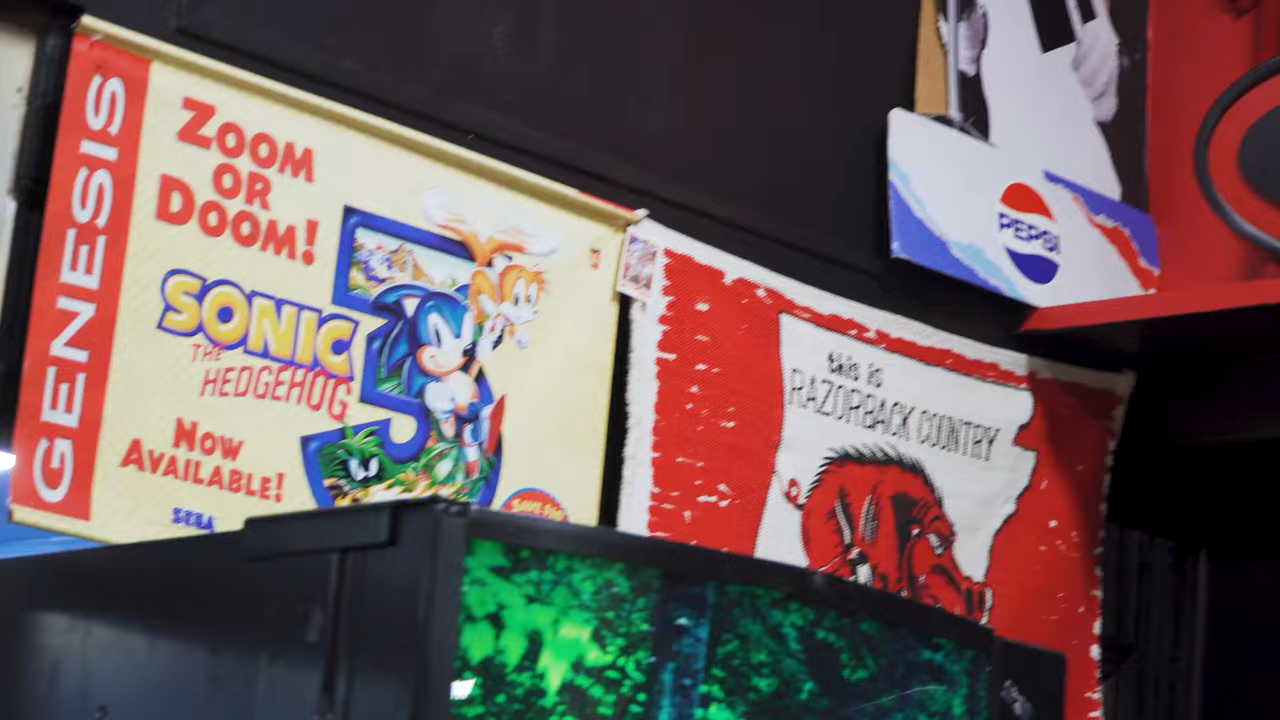 GENESIS
ZOOM
OR
DOOM!
SONIC
THE
HEDGEHOG
3
NOW
AVAILABLE!
SEGA
PEPSI
this is
RAZORBACK COUNTRY